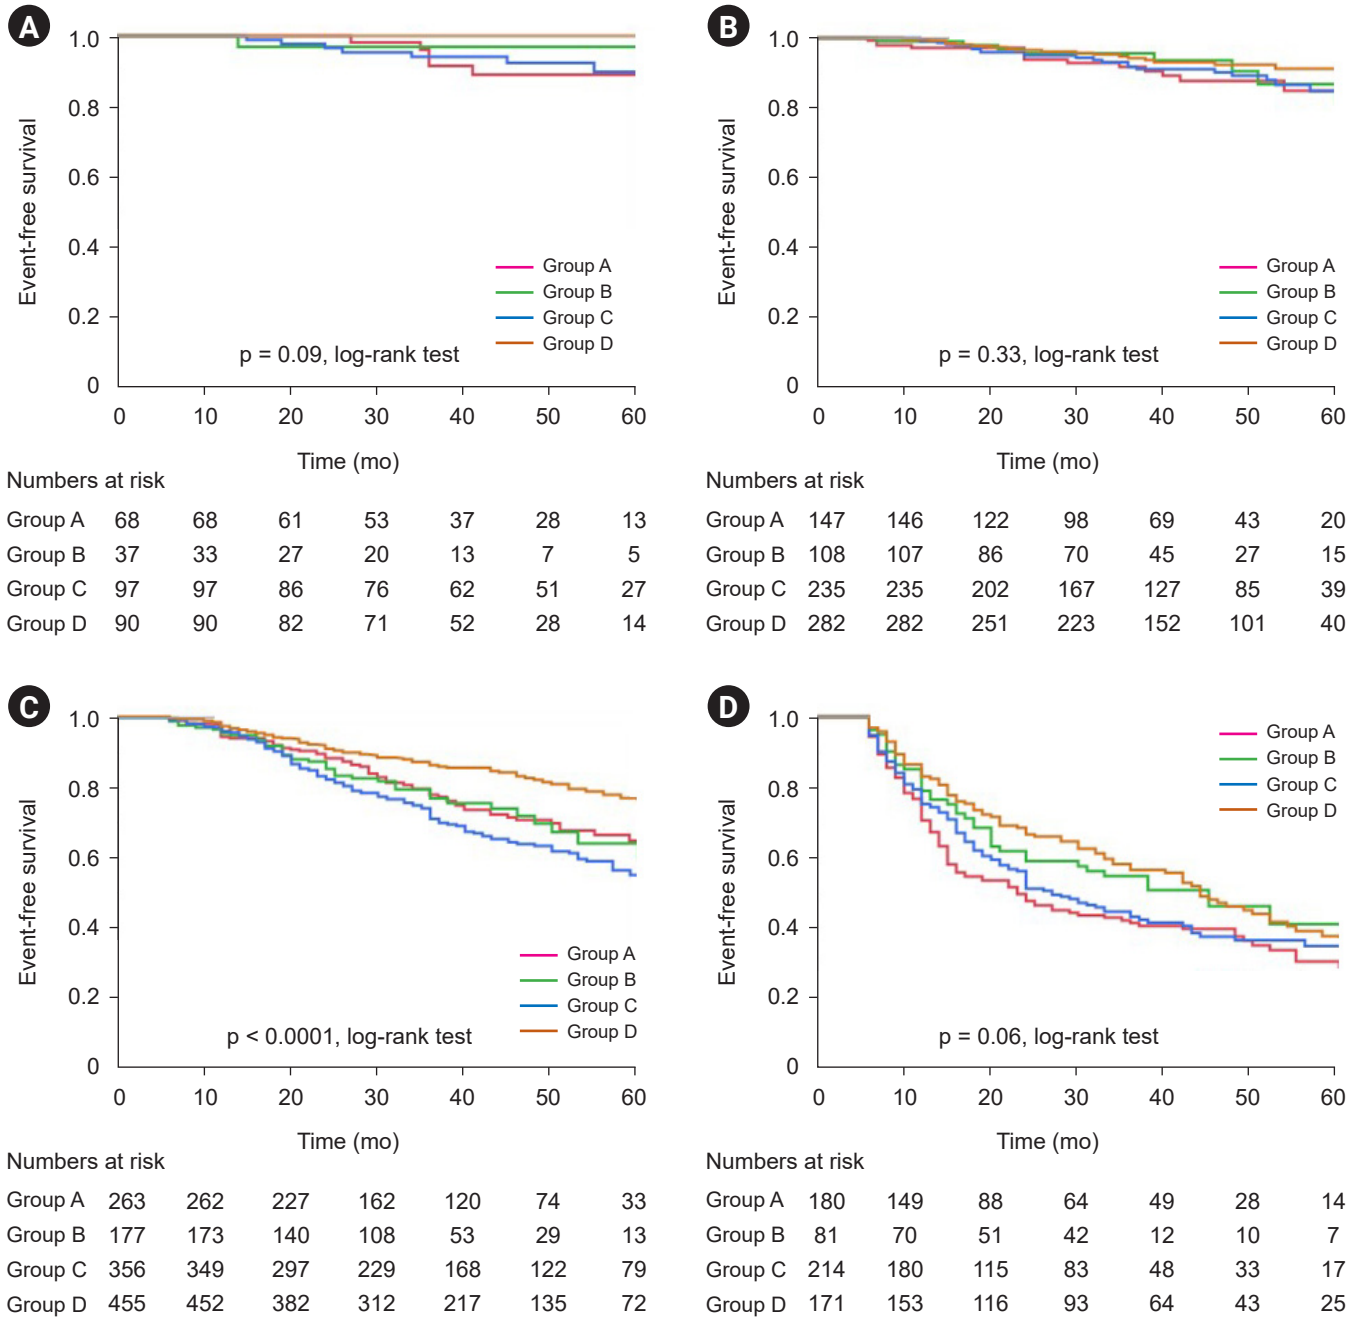 A
1.0
0.8
0.6
0.4
0.2
0
Event-free survival
Group A
Group B
Group C
Group D
p = 0.09, log-rank test
0 10 20 30 40 50 60
Time (mo)
Numbers at risk
Group A 68 68 61 53 37 28 13
Group B 37 33 27 20 13 7 5
Group C 97 97 86 76 62 51 27
Group D 90 90 82 71 52 28 14
B
1.0
0.8
0.6
0.4
0.2
0
Event-free survival
Group A
Group B
Group C
Group D
p = 0.33, log-rank test
0 10 20 30 40 50 60
Time (mo)
Numbers at risk
Group A 147 146 122 98 69 43 20
Group B 108 107 86 70 45 27 15
Group C 235 235 202 167 127 85 39
Group D 282 282 251 223 152 101 40
C
1.0
0.8
0.6
0.4
0.2
0
Event-free survival
Group A
Group B
Group C
Group D
p < 0.0001, log-rank test
0 10 20 30 40 50 60
Time (mo)
Numbers at risk
Group A 263 262 227 162 120 74 33
Group B 177 173 140 108 53 29 13
Group C 356 349 297 229 168 122 79
Group D 455 452 382 312 217 135 72
D
1.0
0.8
0.6
0.4
0.2
0
Event-free survival
Group A
Group B
Group C
Group D
p = 0.06, log-rank test
0 10 20 30 40 50 60
Time (mo)
Numbers at risk
Group A 180 149 88 64 49 28 14
Group B 81 70 51 42 12 10 7
Group C 214 180 115 83 48 33 17
Group D 171 153 116 93 64 43 25